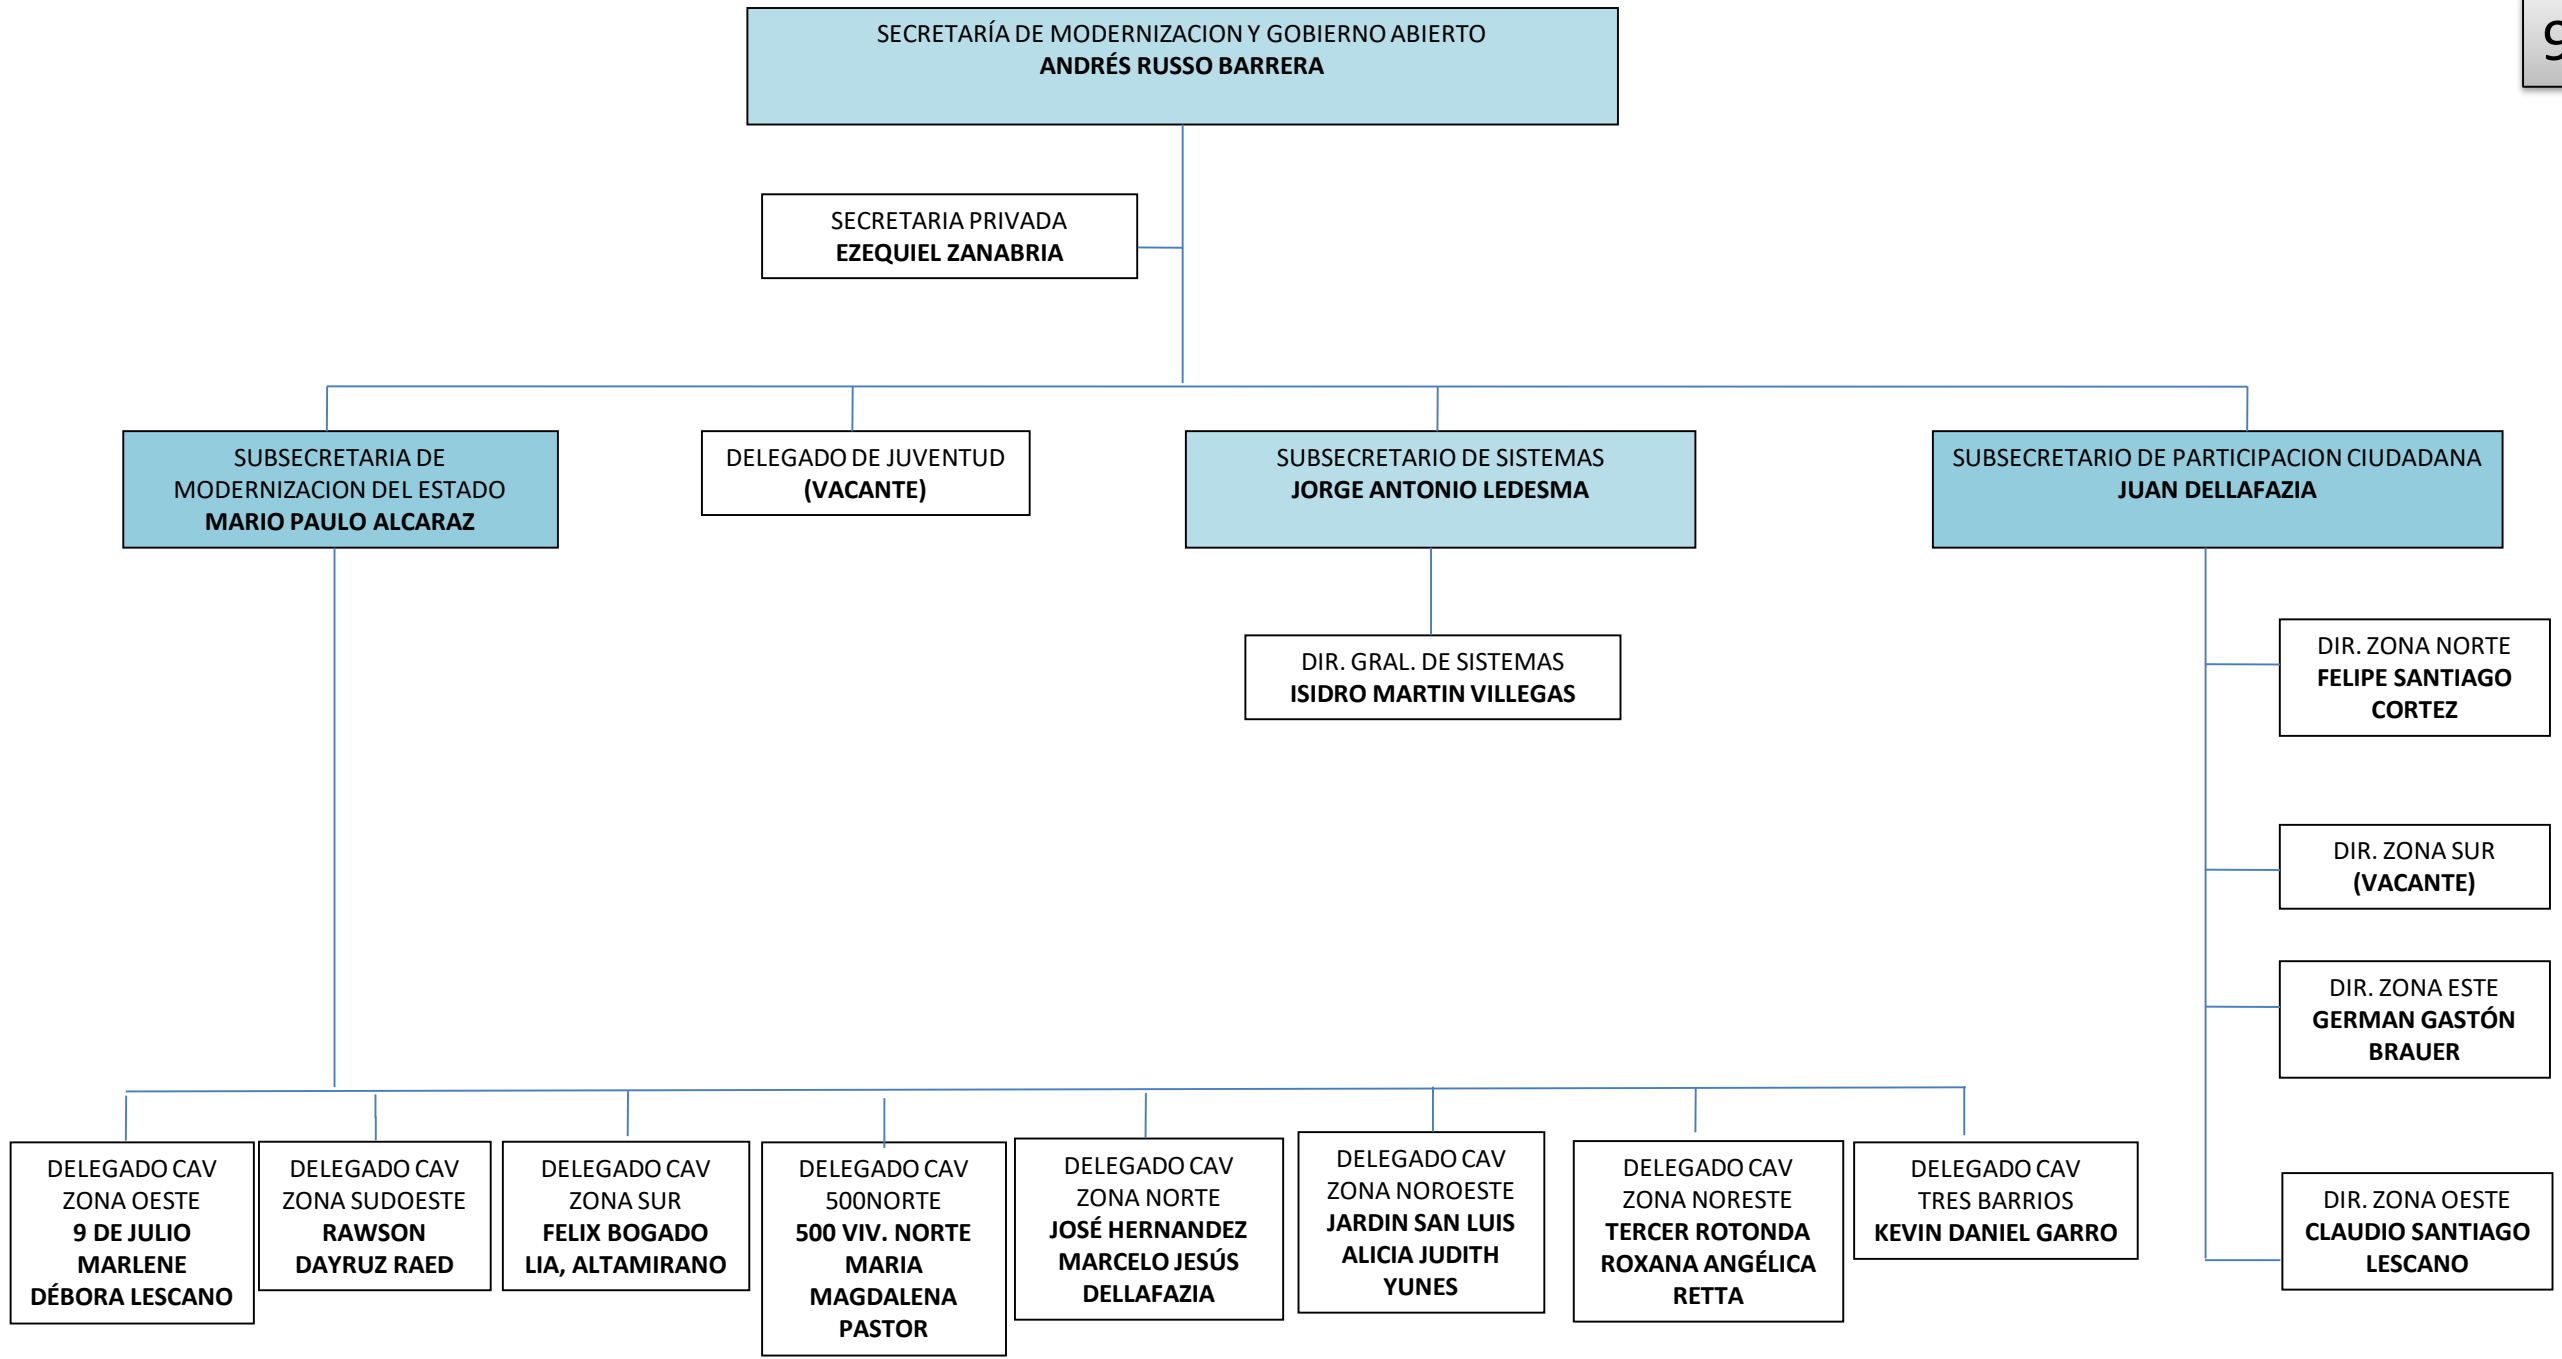 SECRETARÍA DE MODERNIZACION Y GOBIERNO ABIERTO
ANDRÉS RUSSO BARRERA
9
SECRETARIA PRIVADA
EZEQUIEL ZANABRIA
SUBSECRETARIA DE
MODERNIZACION DEL ESTADO
MARIO PAULO ALCARAZ
DELEGADO DE JUVENTUD
(VACANTE)
SUBSECRETARIO DE SISTEMAS
JORGE ANTONIO LEDESMA
SUBSECRETARIO DE PARTICIPACION CIUDADANA
JUAN DELLAFAZIA
DIR. GRAL. DE SISTEMAS
ISIDRO MARTIN VILLEGAS
DIR. ZONA NORTE
FELIPE SANTIAGO
CORTEZ
DIR. ZONA SUR
(VACANTE)
DIR. ZONA ESTE
GERMAN GASTÓN
BRAUER
DIR. ZONA OESTE
CLAUDIO SANTIAGO
LESCANO
DELEGADO CAV
ZONA OESTE
9 DE JULIO
MARLENE
DÉBORA LESCANO
DELEGADO CAV
ZONA SUDOESTE
RAWSON
DAYRUZ RAED
DELEGADO CAV
ZONA SUR
FELIX BOGADO
LIA, ALTAMIRANO
DELEGADO CAV
500NORTE
500 VIV. NORTE
MARIA
MAGDALENA
PASTOR
DELEGADO CAV
ZONA NORTE
JOSÉ HERNANDEZ
MARCELO JESÚS
DELLAFAZIA
DELEGADO CAV
ZONA NOROESTE
JARDIN SAN LUIS
ALICIA JUDITH
YUNES
DELEGADO CAV
ZONA NORESTE
TERCER ROTONDA
ROXANA ANGÉLICA
RETTA
DELEGADO CAV
TRES BARRIOS
KEVIN DANIEL GARRO